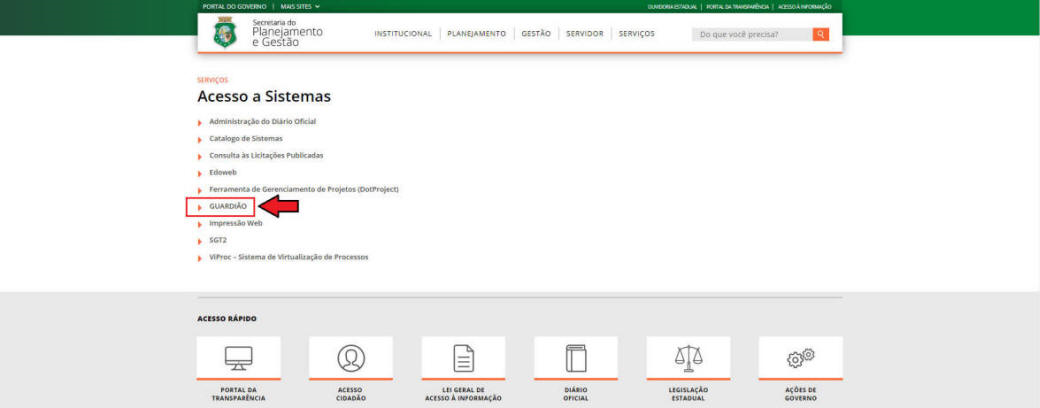 PORTAL DO GOVERNO | MAIS SITES
OUVIDORIA ESTADUAL | PORTAL DA TRANSPARÊNCIA | ACESSO À INFORMAÇÃO
Secretaria do
Planejamento
e Gestão
INSTITUCIONAL | PLANEJAMENTO | GESTÃO | SERVIDOR | SERVIÇOS
Do que você precisa?
SERVIÇOS
Acesso a Sistemas
Administração do Diário Oficial
Catalogo de Sistemas
Consulta às Licitações Publicadas
Edoweb
Ferramenta de Gerenciamento de Projetos (DotProject)
GUARDIÃO
Impressão Web
SGT2
ViProc – Sistema de Virtualização de Processos
ACESSO RÁPIDO
PORTAL DA
TRANSPARÊNCIA
ACESSO
CIDADÃO
LEI GERAL DE
ACESSO À INFORMAÇÃO
DIÁRIO
OFICIAL
LEGISLAÇÃO
ESTADUAL
AÇÕES DE
GOVERNO